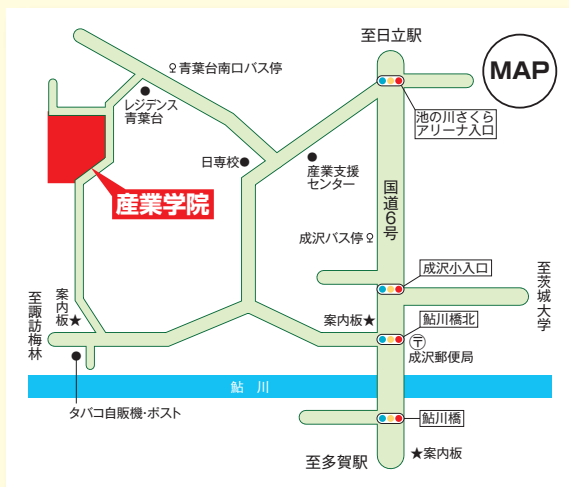 至日立駅
MAP
青葉台南口バス停
レジデンス
青葉台
池の川さくら
アリーナ入口
日専校
産業支援
センター
産業学院
国道6号
成沢バス停
成沢小入口
至茨城大学
至諏訪梅林
案内板★
案内板★
鮎川橋北
〒
成沢郵便局
鮎川
タバコ自販機・ポスト
鮎川橋
至多賀駅
★案内板